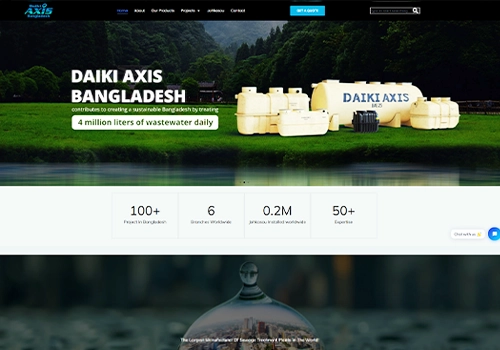 Daiki
AXIS
Bangladesh
Home About Our Products Projects Johkasou Contact
GET A QUOTE
DAIKI AXIS
BANGLADESH
contributes to creating a sustainable Bangladesh by treating
4 million liters of wastewater daily
DAIKI AXIS
100+ 6 0.2M 50+
Project In Bangladesh Branches Worldwide Johkasou Installed Worldwide Expertise
Chat with us
The Largest Manufacturer Of Sewage Treatment Plants In The World!